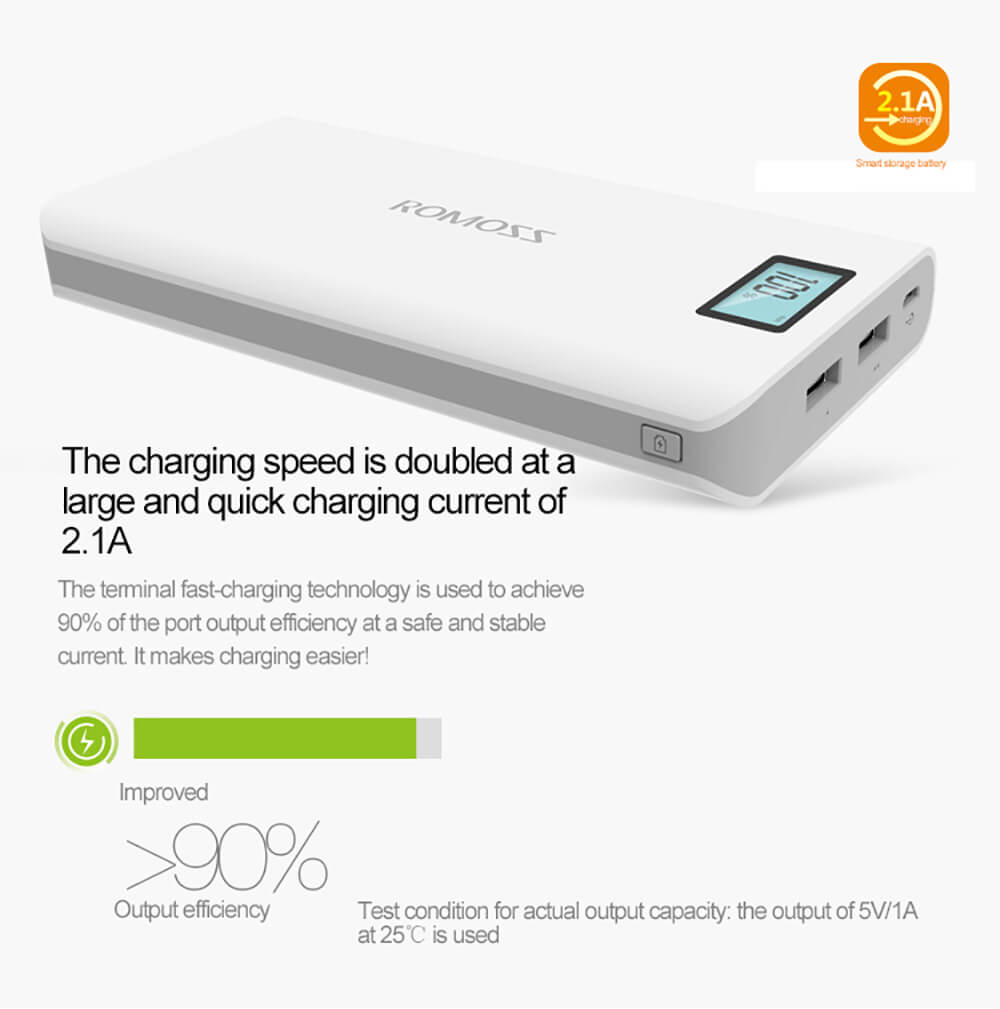 2.1A
charging
Smart storage battery
ROMOSS
100
%
The charging speed is doubled at a
large and quick charging current of
2.1A
The terminal fast-charging technology is used to achieve
90% of the port output efficiency at a safe and stable
current. It makes charging easier!
Improved
>90%
Output efficiency
Test condition for actual output capacity: the output of 5V/1A
at 25℃ is used